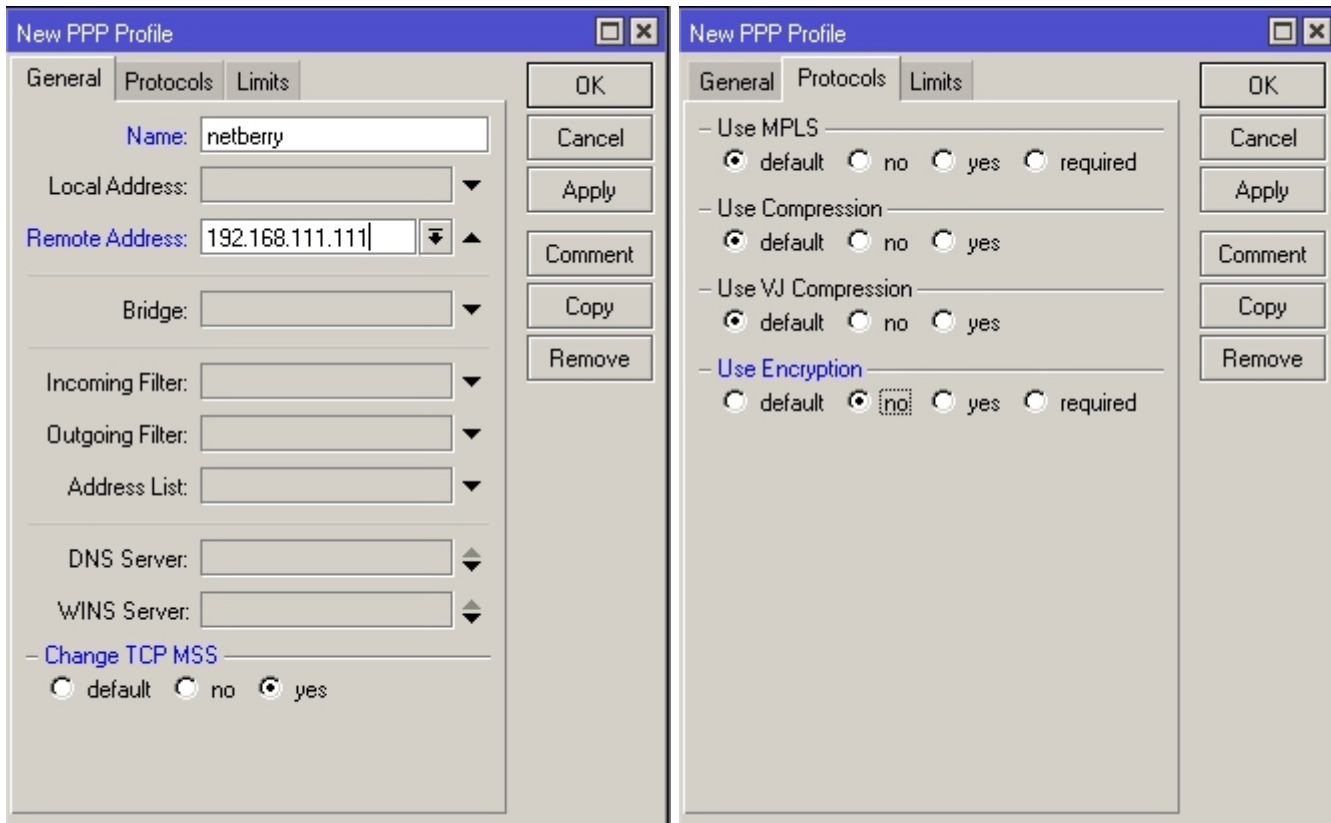 New PPP Profile
General Protocols Limits
OK
Name: netberry
Cancel
Local Address:
Apply
Remote Address: 192.168.111.111
Comment
Bridge:
Copy
Remove
Incoming Filter:
Outgoing Filter:
Address List:
DNS Server:
WINS Server:
Change TCP MSS
default no yes
New PPP Profile
General Protocols Limits
OK
Use MPLS
Cancel
default no yes required
Apply
Use Compression
default no yes
Comment
Use VJ Compression
Copy
default no yes
Remove
Use Encryption
default no yes required